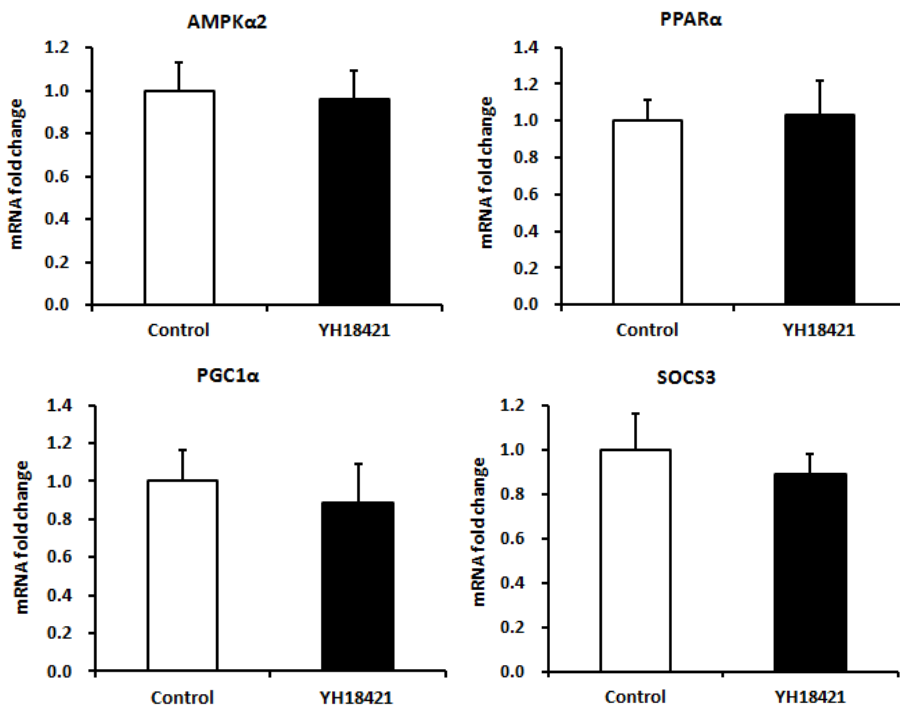 AMPKα2
mRNA fold change
1.2
1.0
0.8
0.6
0.4
0.2
0.0
Control YH18421
PPARα
mRNA fold change
1.4
1.2
1.0
0.8
0.6
0.4
0.2
0.0
Control YH18421
PGC1α
mRNA fold change
1.4
1.2
1.0
0.8
0.6
0.4
0.2
0.0
Control YH18421
SOCS3
mRNA fold change
1.2
1.0
0.8
0.6
0.4
0.2
0.0
Control YH18421